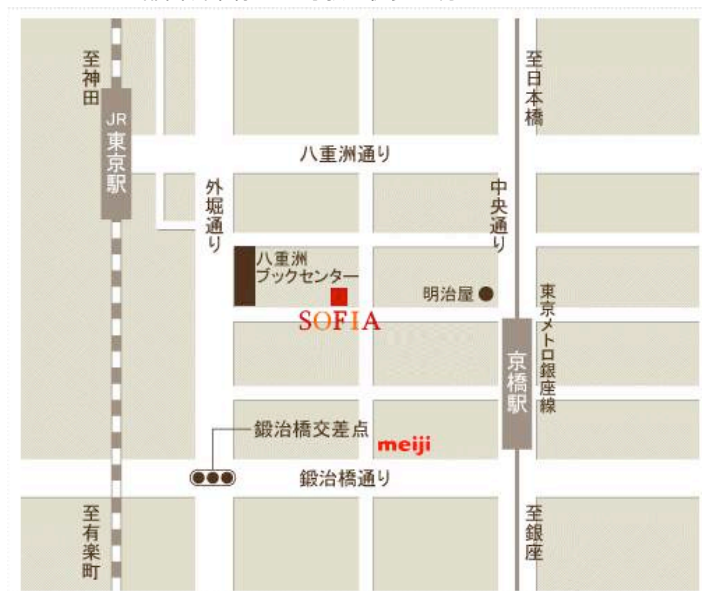 至神田
JR東京駅
至日本橋
八重洲通り
外堀通り
中央通り
八重洲
ブックセンター
SOFIA
明治屋
東京メトロ銀座線
京橋駅
鍛冶橋交差点
meiji
鍛冶橋通り
至有楽町
至銀座